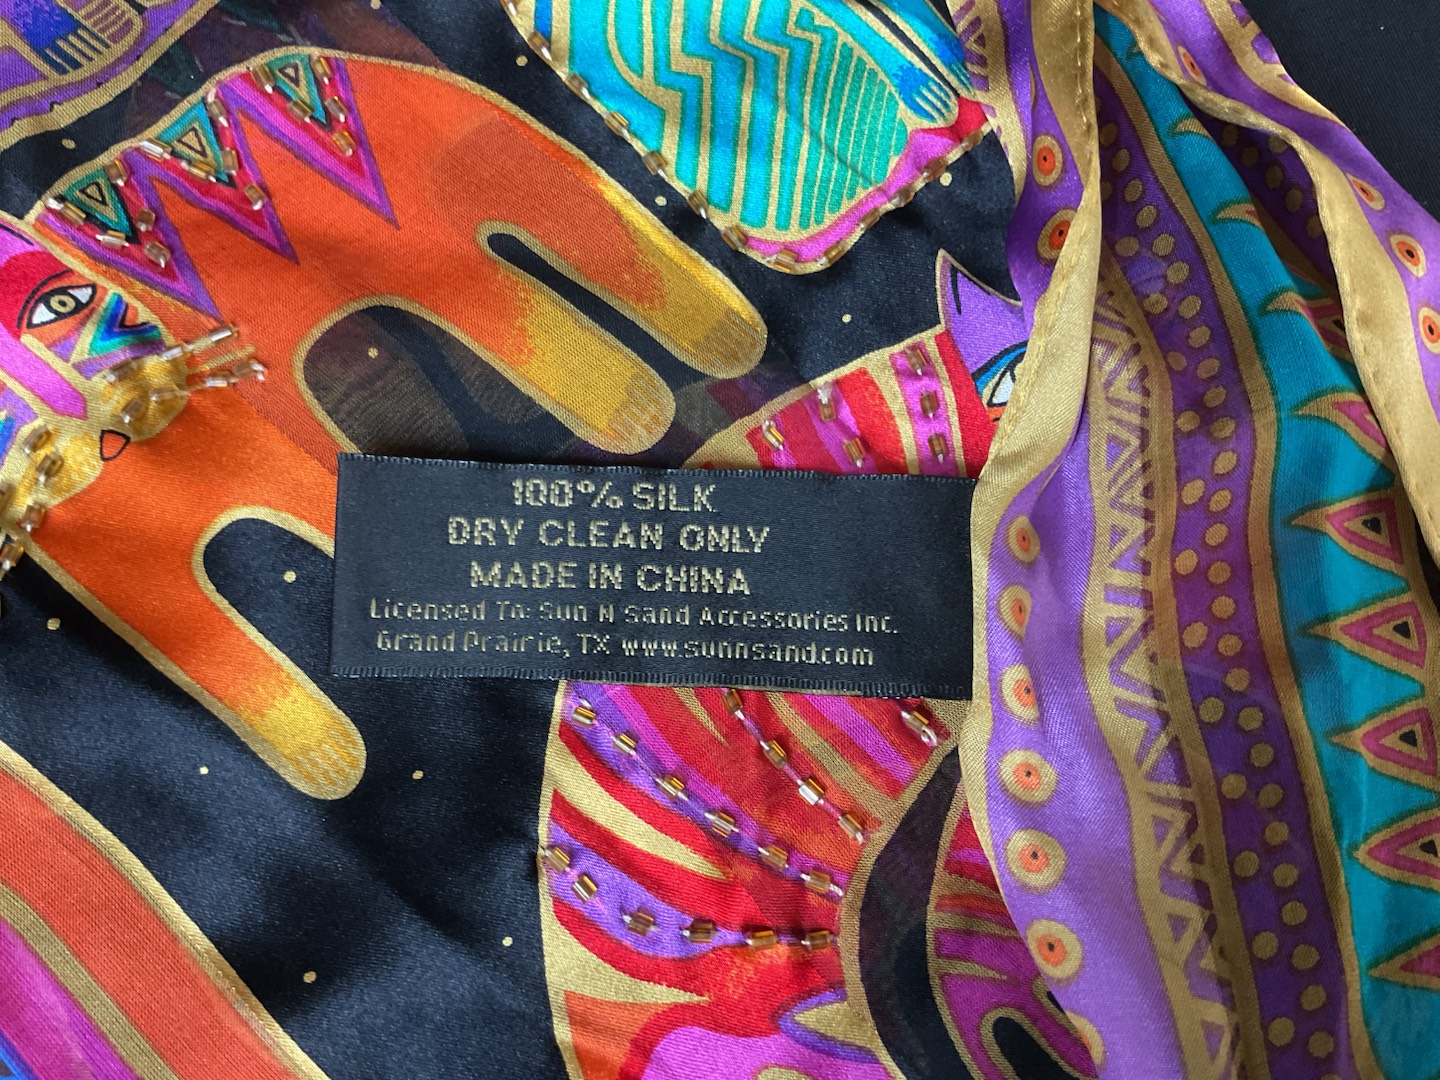 100% SILK
DRY CLEAN ONLY
MADE IN CHINA
Licensed To: Sun N Sand Accessories Inc.
Grand Prairie, TX www.sunnsand.com